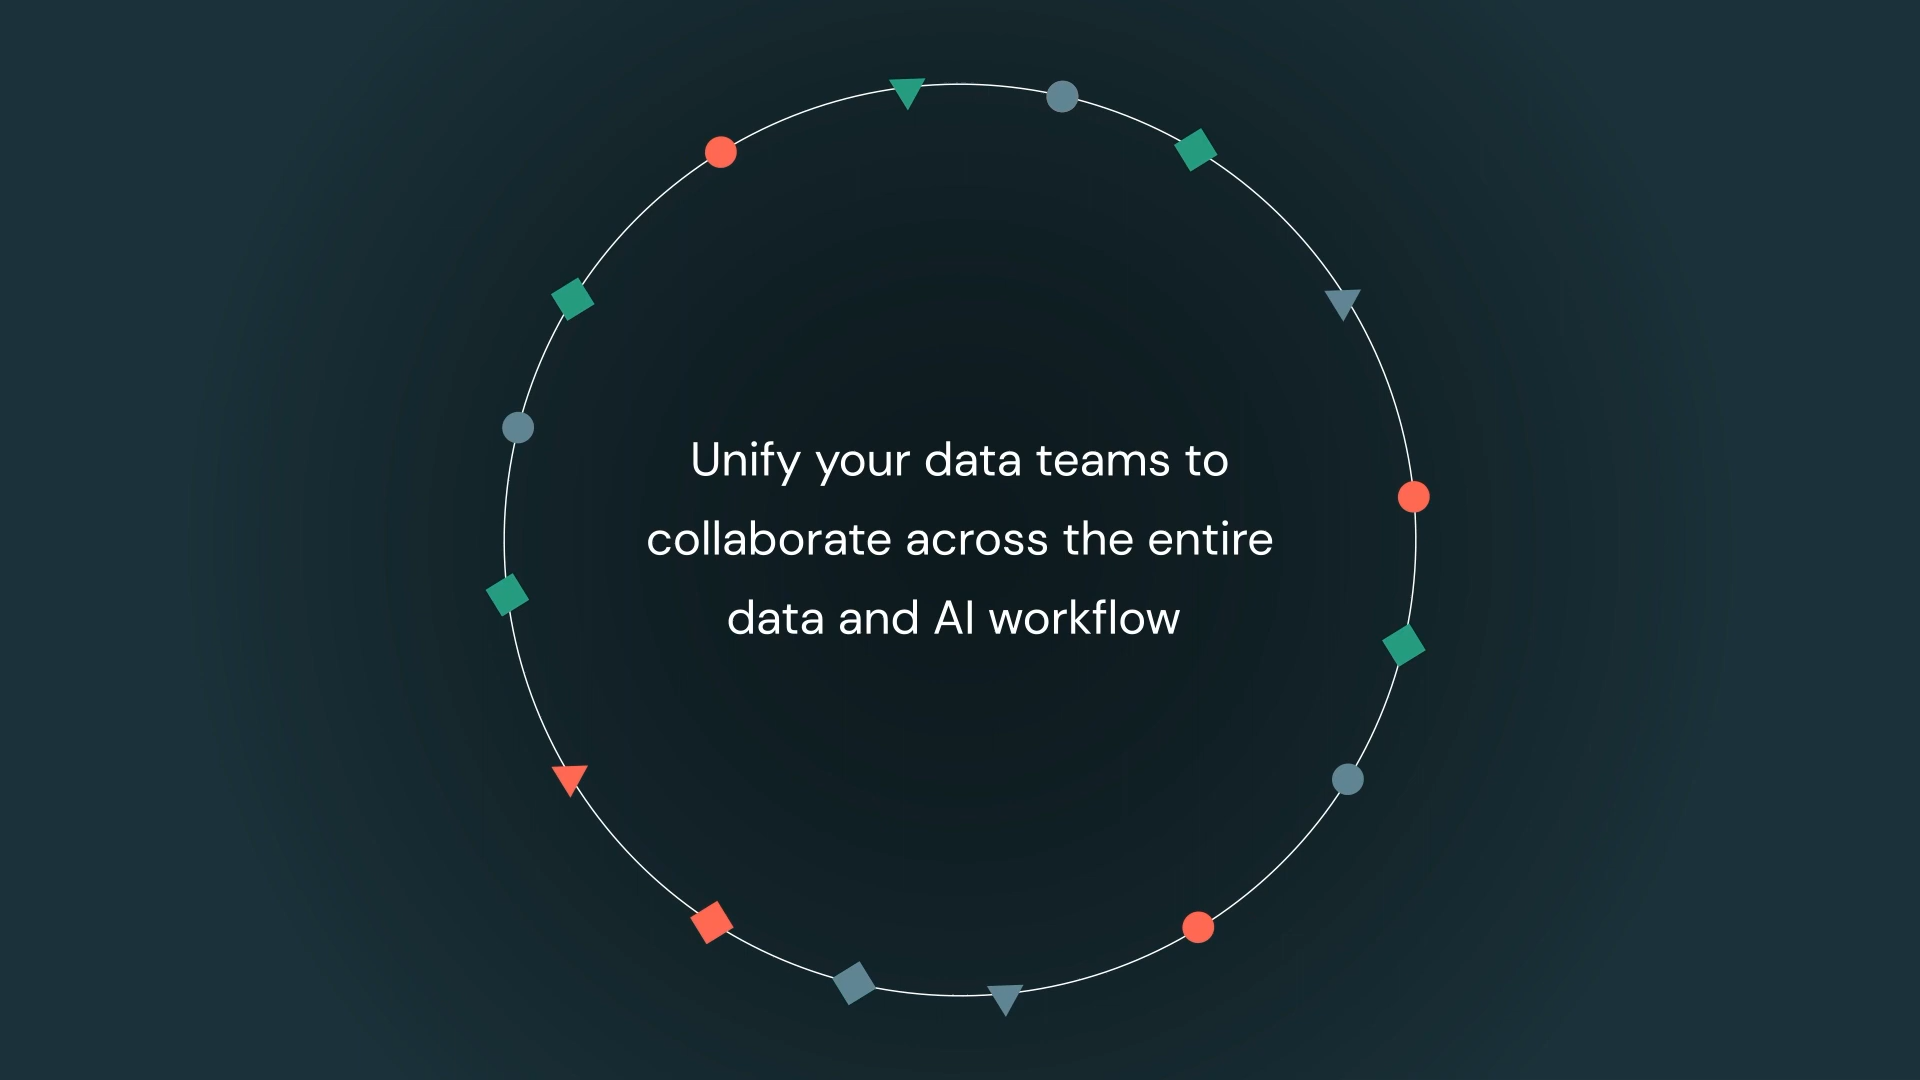 Unify your data teams to
collaborate across the entire
data and AI workflow